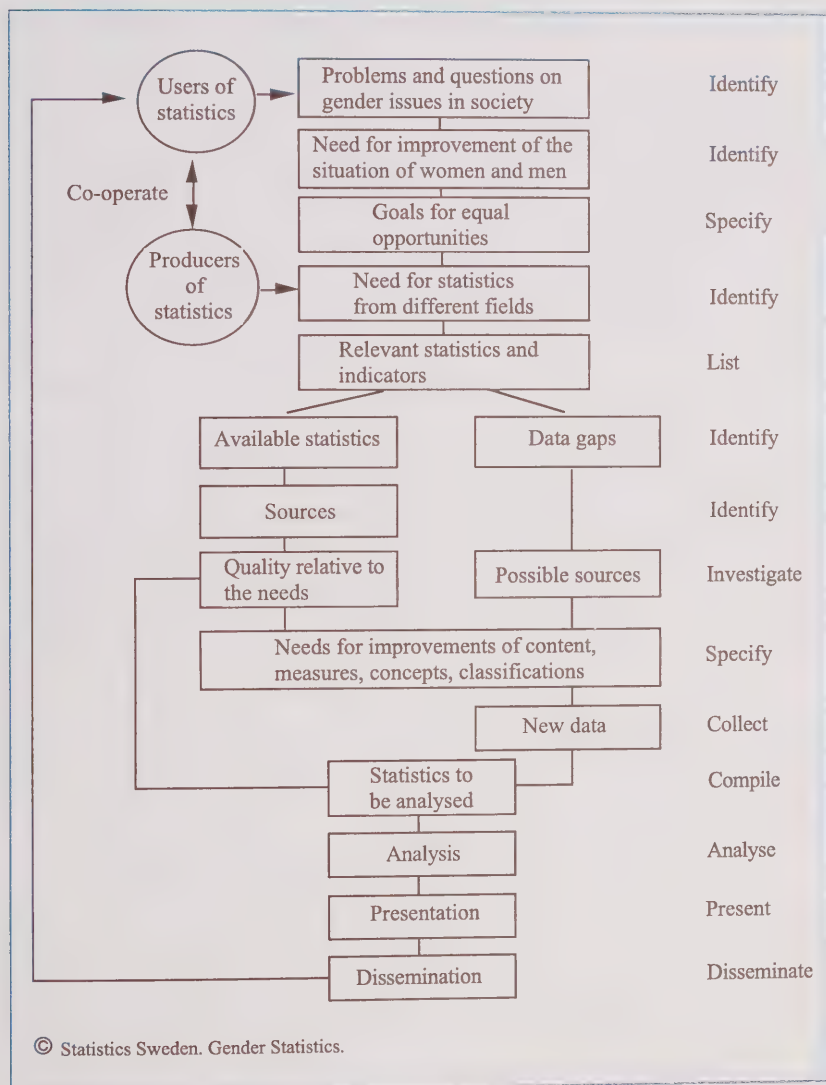 Users of
statistics
Problems and questions on
gender issues in society
Identify
Need for improvement of the
situation of women and men
Identify
Co-operate
Goals for equal
opportunities
Specify
Producers
of
statistics
Need for statistics
from different fields
Identify
Relevant statistics and
indicators
List
Available statistics
Data gaps
Identify
Sources
Identify
Quality relative to
the needs
Possible sources
Investigate
Needs for improvements of content,
measures, concepts, classifications
Specify
New data
Collect
Statistics to
be analysed
Compile
Analysis
Analyse
Presentation
Present
Dissemination
Disseminate
© Statistics Sweden. Gender Statistics.